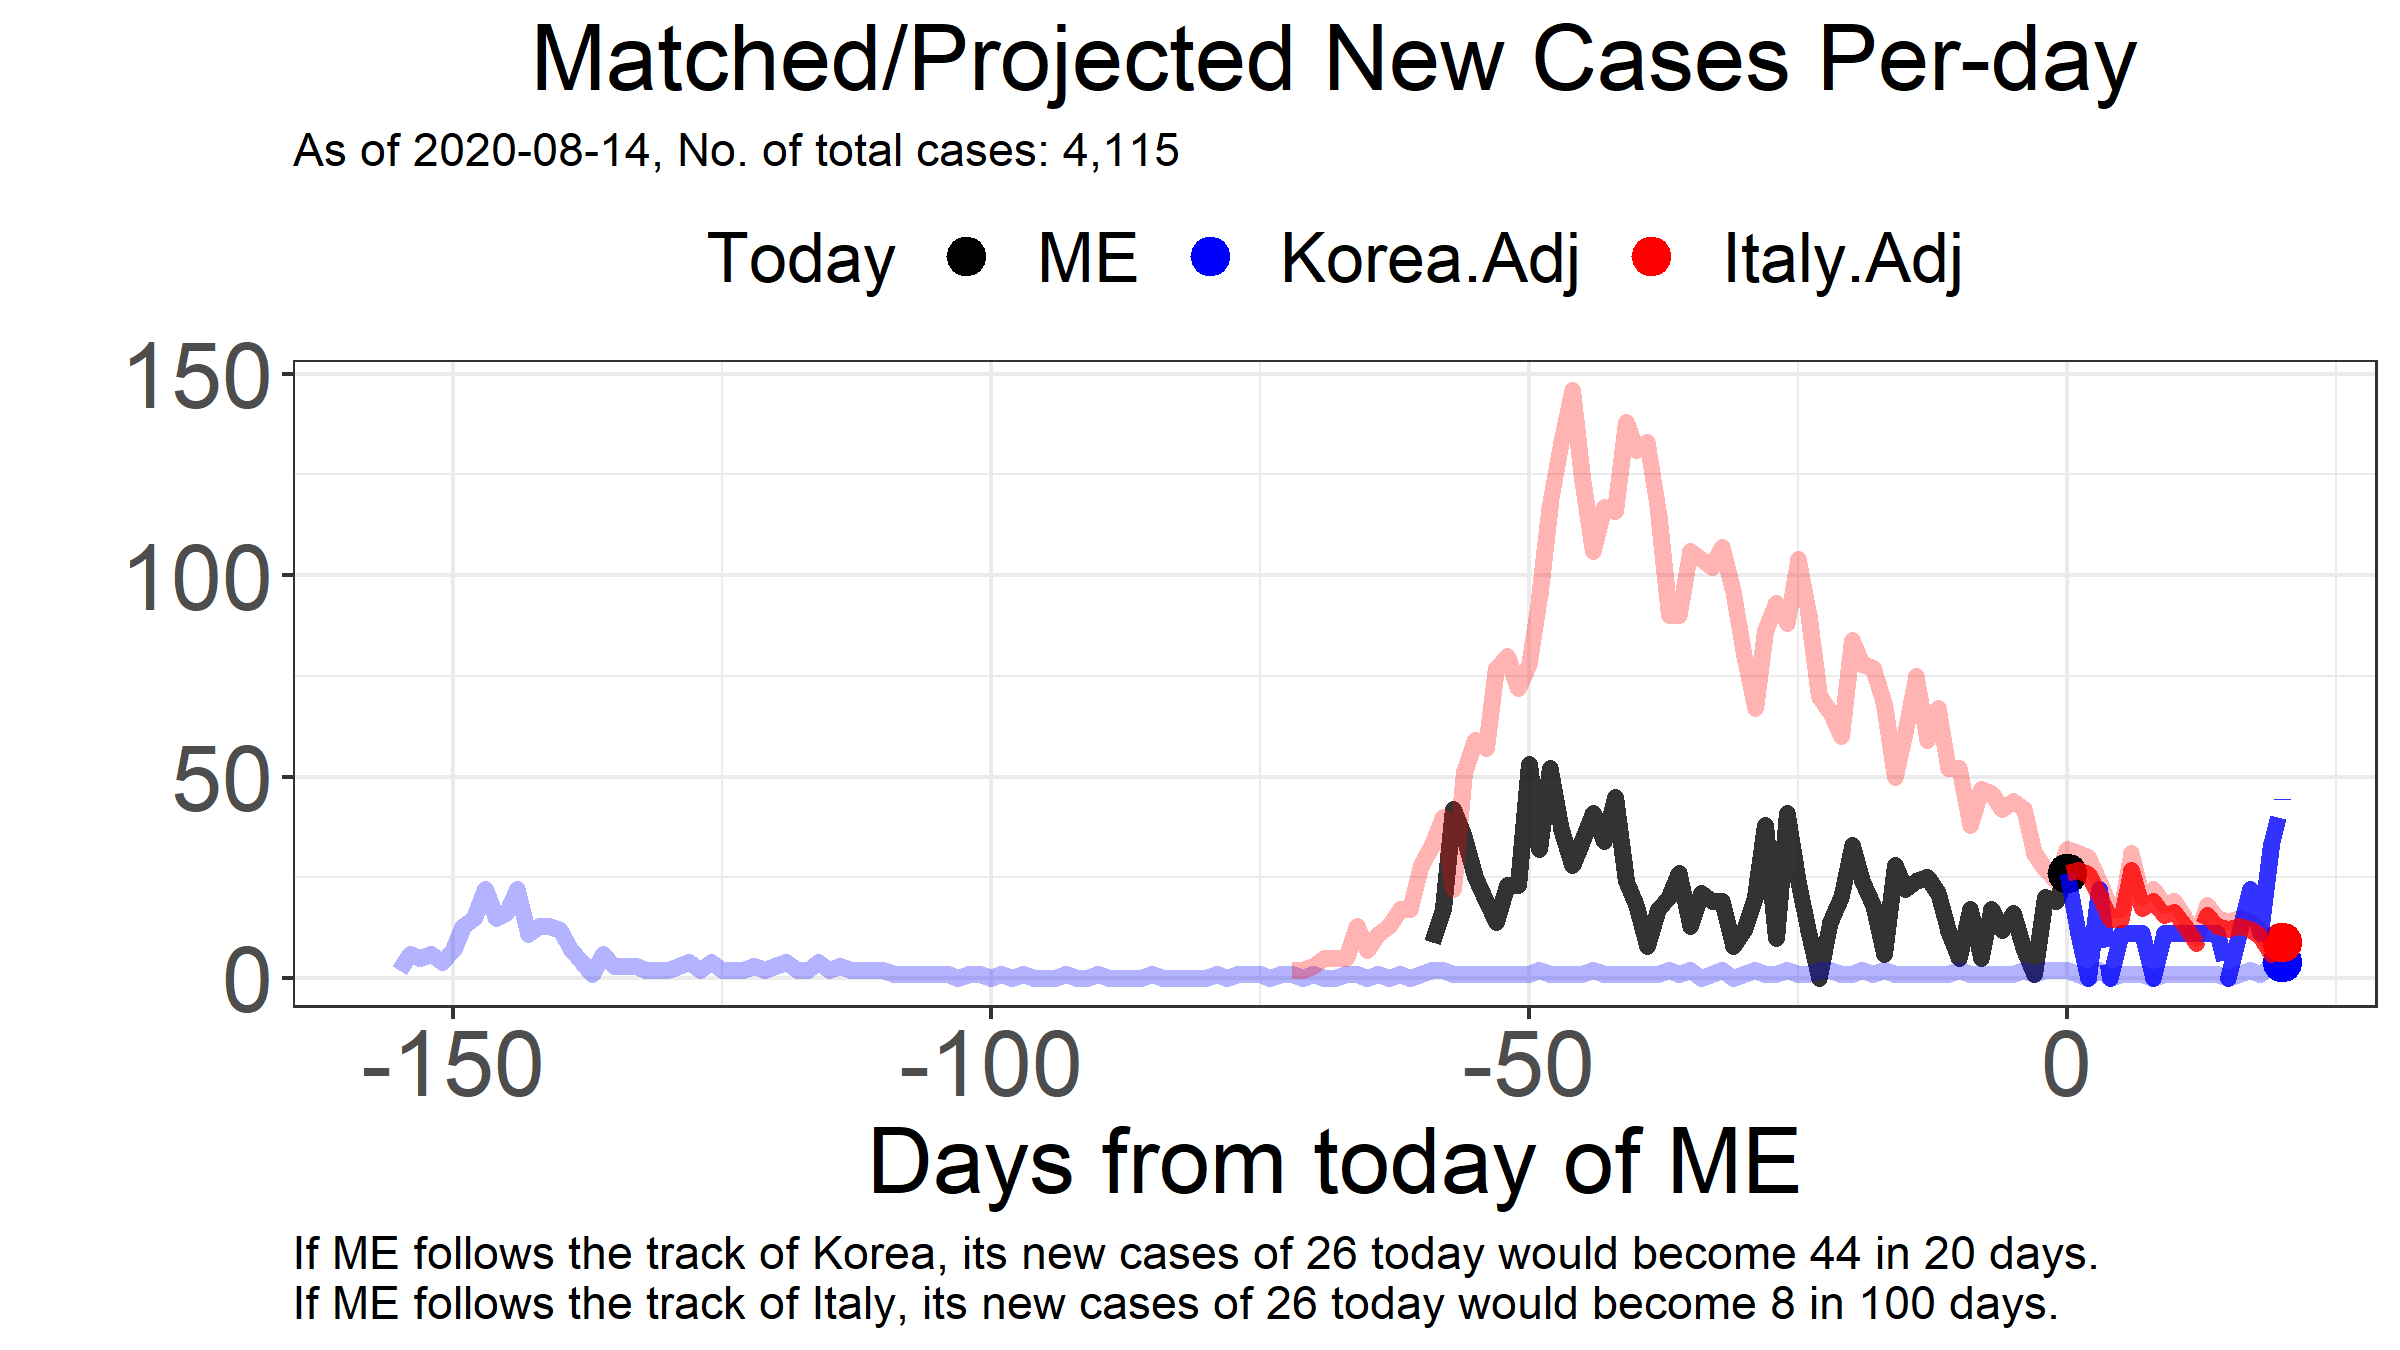 Matched/Projected New Cases Per-day
As of 2020-08-14, No. of total cases: 4,115
Today ME Korea.Adj Italy.Adj
150
100
50
0
-150 -100 -50 0
Days from today of ME
If ME follows the track of Korea, its new cases of 26 today would become 44 in 20 days.
If ME follows the track of Italy, its new cases of 26 today would become 8 in 100 days.